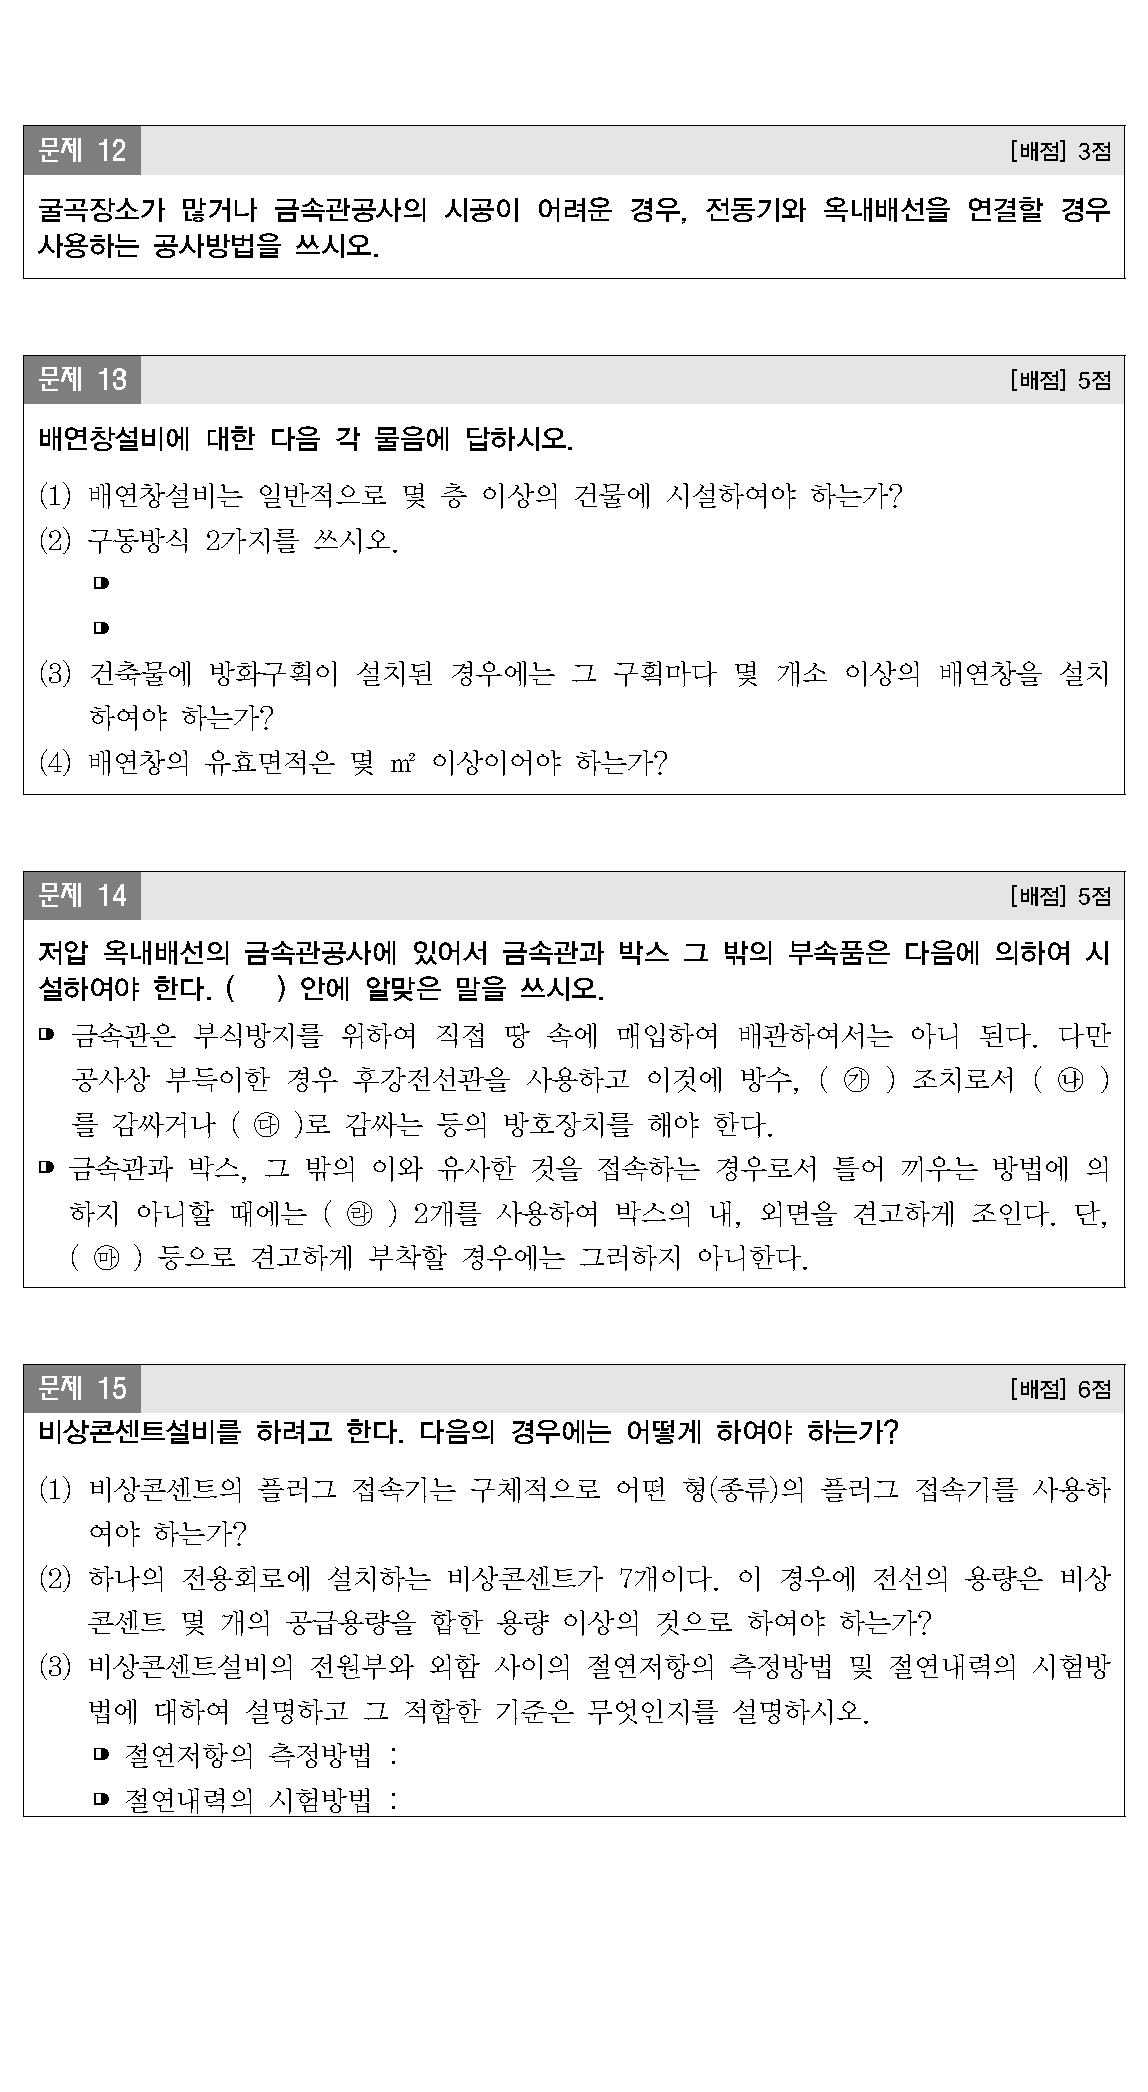 문제 12
[배점] 3점
굴곡장소가 많거나 금속관공사의 시공이 어려운 경우, 전동기와 옥내배선을 연결할 경우
사용하는 공사방법을 쓰시오.
문제 13
[배점] 5점
배연창설비에 대한 다음 각 물음에 답하시오.
(1) 배연창설비는 일반적으로 몇 층 이상의 건물에 시설하여야 하는가?
(2) 구동방식 2가지를 쓰시오.
(3) 건축물에 방화구획이 설치된 경우에는 그 구획마다 몇 개소 이상의 배연창을 설치
하여야 하는가?
(4) 배연창의 유효면적은 몇 ㎡ 이상이어야 하는가?
문제 14
[배점] 5점
저압 옥내배선의 금속관공사에 있어서 금속관과 박스 그 밖의 부속품은 다음에 의하여 시
설하여야 한다. (   ) 안에 알맞은 말을 쓰시오.
금속관은 부식방지를 위하여 직접 땅 속에 매입하여 배관하여서는 아니 된다. 다만
공사상 부득이한 경우 후강전선관을 사용하고 이것에 방수, ( ㉮ ) 조치로서 ( ㉯ )
를 감싸거나 ( ㉰ )로 감싸는 등의 방호장치를 해야 한다.
금속관과 박스, 그 밖의 이와 유사한 것을 접속하는 경우로서 틀어 끼우는 방법에 의
하지 아니할 때에는 ( ㉱ ) 2개를 사용하여 박스의 내, 외면을 견고하게 조인다. 단,
( ㉲ ) 등으로 견고하게 부착할 경우에는 그러하지 아니한다.
문제 15
[배점] 6점
비상콘센트설비를 하려고 한다. 다음의 경우에는 어떻게 하여야 하는가?
(1) 비상콘센트의 플러그 접속기는 구체적으로 어떤 형(종류)의 플러그 접속기를 사용하
여야 하는가?
(2) 하나의 전용회로에 설치하는 비상콘센트가 7개이다. 이 경우에 전선의 용량은 비상
콘센트 몇 개의 공급용량을 합한 용량 이상의 것으로 하여야 하는가?
(3) 비상콘센트설비의 전원부와 외함 사이의 절연저항의 측정방법 및 절연내력의 시험방
법에 대하여 설명하고 그 적합한 기준은 무엇인지를 설명하시오.
절연저항의 측정방법 :
절연내력의 시험방법 :